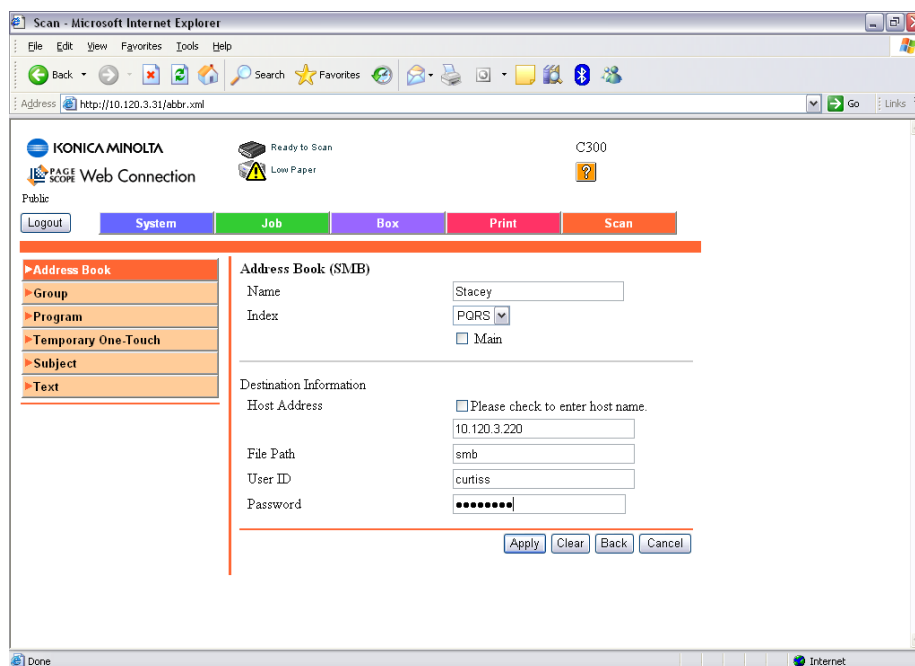 Scan - Microsoft Internet Explorer
File Edit View Favorites Tools Help
Back Search Favorites
Address http://10.120.3.31/abbr.xml Go Links
KONICA MINOLTA Ready to Scan C300
PAGE SCOPE Web Connection Low Paper ?
Public
Logout System Job Box Print Scan
Address Book
Group
Program
Temporary One-Touch
Subject
Text
Address Book (SMB)
Name Stacey
Index PQRS
Main
Destination Information
Host Address Please check to enter host name.
10.120.3.220
File Path smb
User ID curtiss
Password ●●●●●●●●
Apply Clear Back Cancel
Done Internet